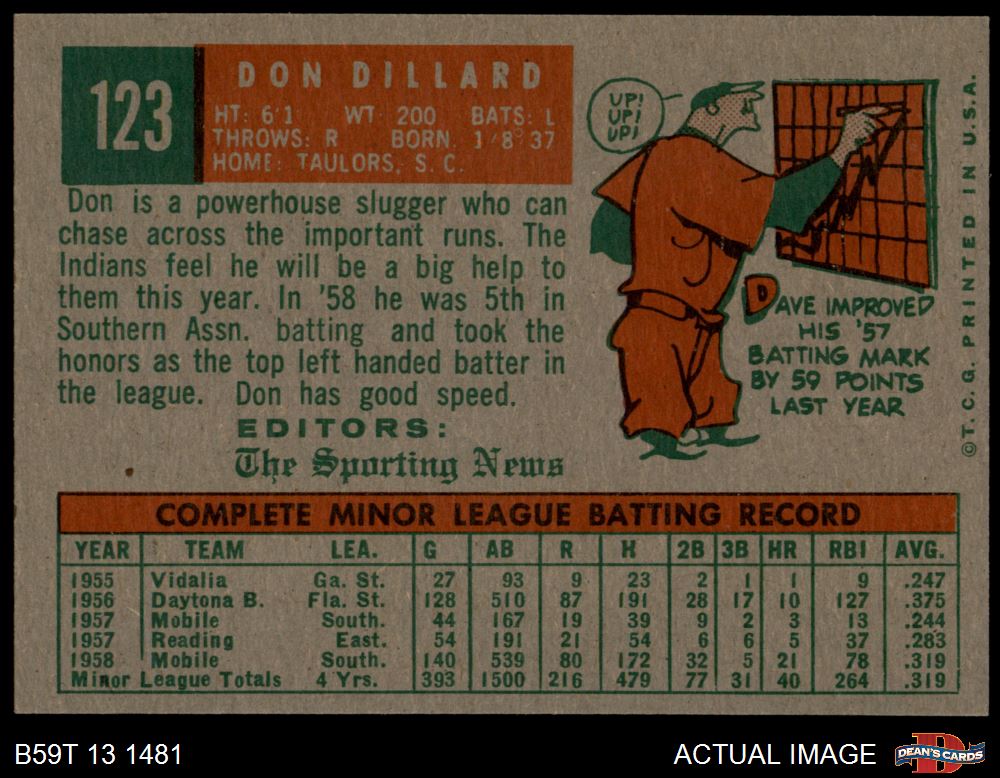 123
DON DILLARD
HT: 6'1 WT: 200 BATS: L
THROWS: R BORN: 1/8/37
HOME: TAULORS, S. C.
Don is a powerhouse slugger who can
chase across the important runs. The
Indians feel he will be a big help to
them this year. In '58 he was 5th in
Southern Assn. batting and took the
honors as the top left handed batter in
the league. Don has good speed.
EDITORS:
The Sporting News
UP!
UP!
UP!
DAVE IMPROVED
HIS '57
BATTING MARK
BY 59 POINTS
LAST YEAR
©T. C. G. PRINTED IN U.S.A.
COMPLETE MINOR LEAGUE BATTING RECORD
YEAR TEAM LEA. G AB R H 2B 3B HR RBI AVG.
1955 Vidalia Ga. St. 27 93 9 23 2 1 1 9 .247
1956 Daytona B. Fla. St. 128 510 87 191 28 17 10 127 .375
1957 Mobile South. 44 167 19 39 9 2 3 13 .244
1957 Reading East. 54 191 21 54 6 6 5 37 .283
1958 Mobile South. 140 539 80 172 32 5 21 78 .319
Minor League Totals 4 Yrs. 393 1500 216 479 77 31 40 264 .319
B59T 13 1481
ACTUAL IMAGE
DEAN'S CARDS